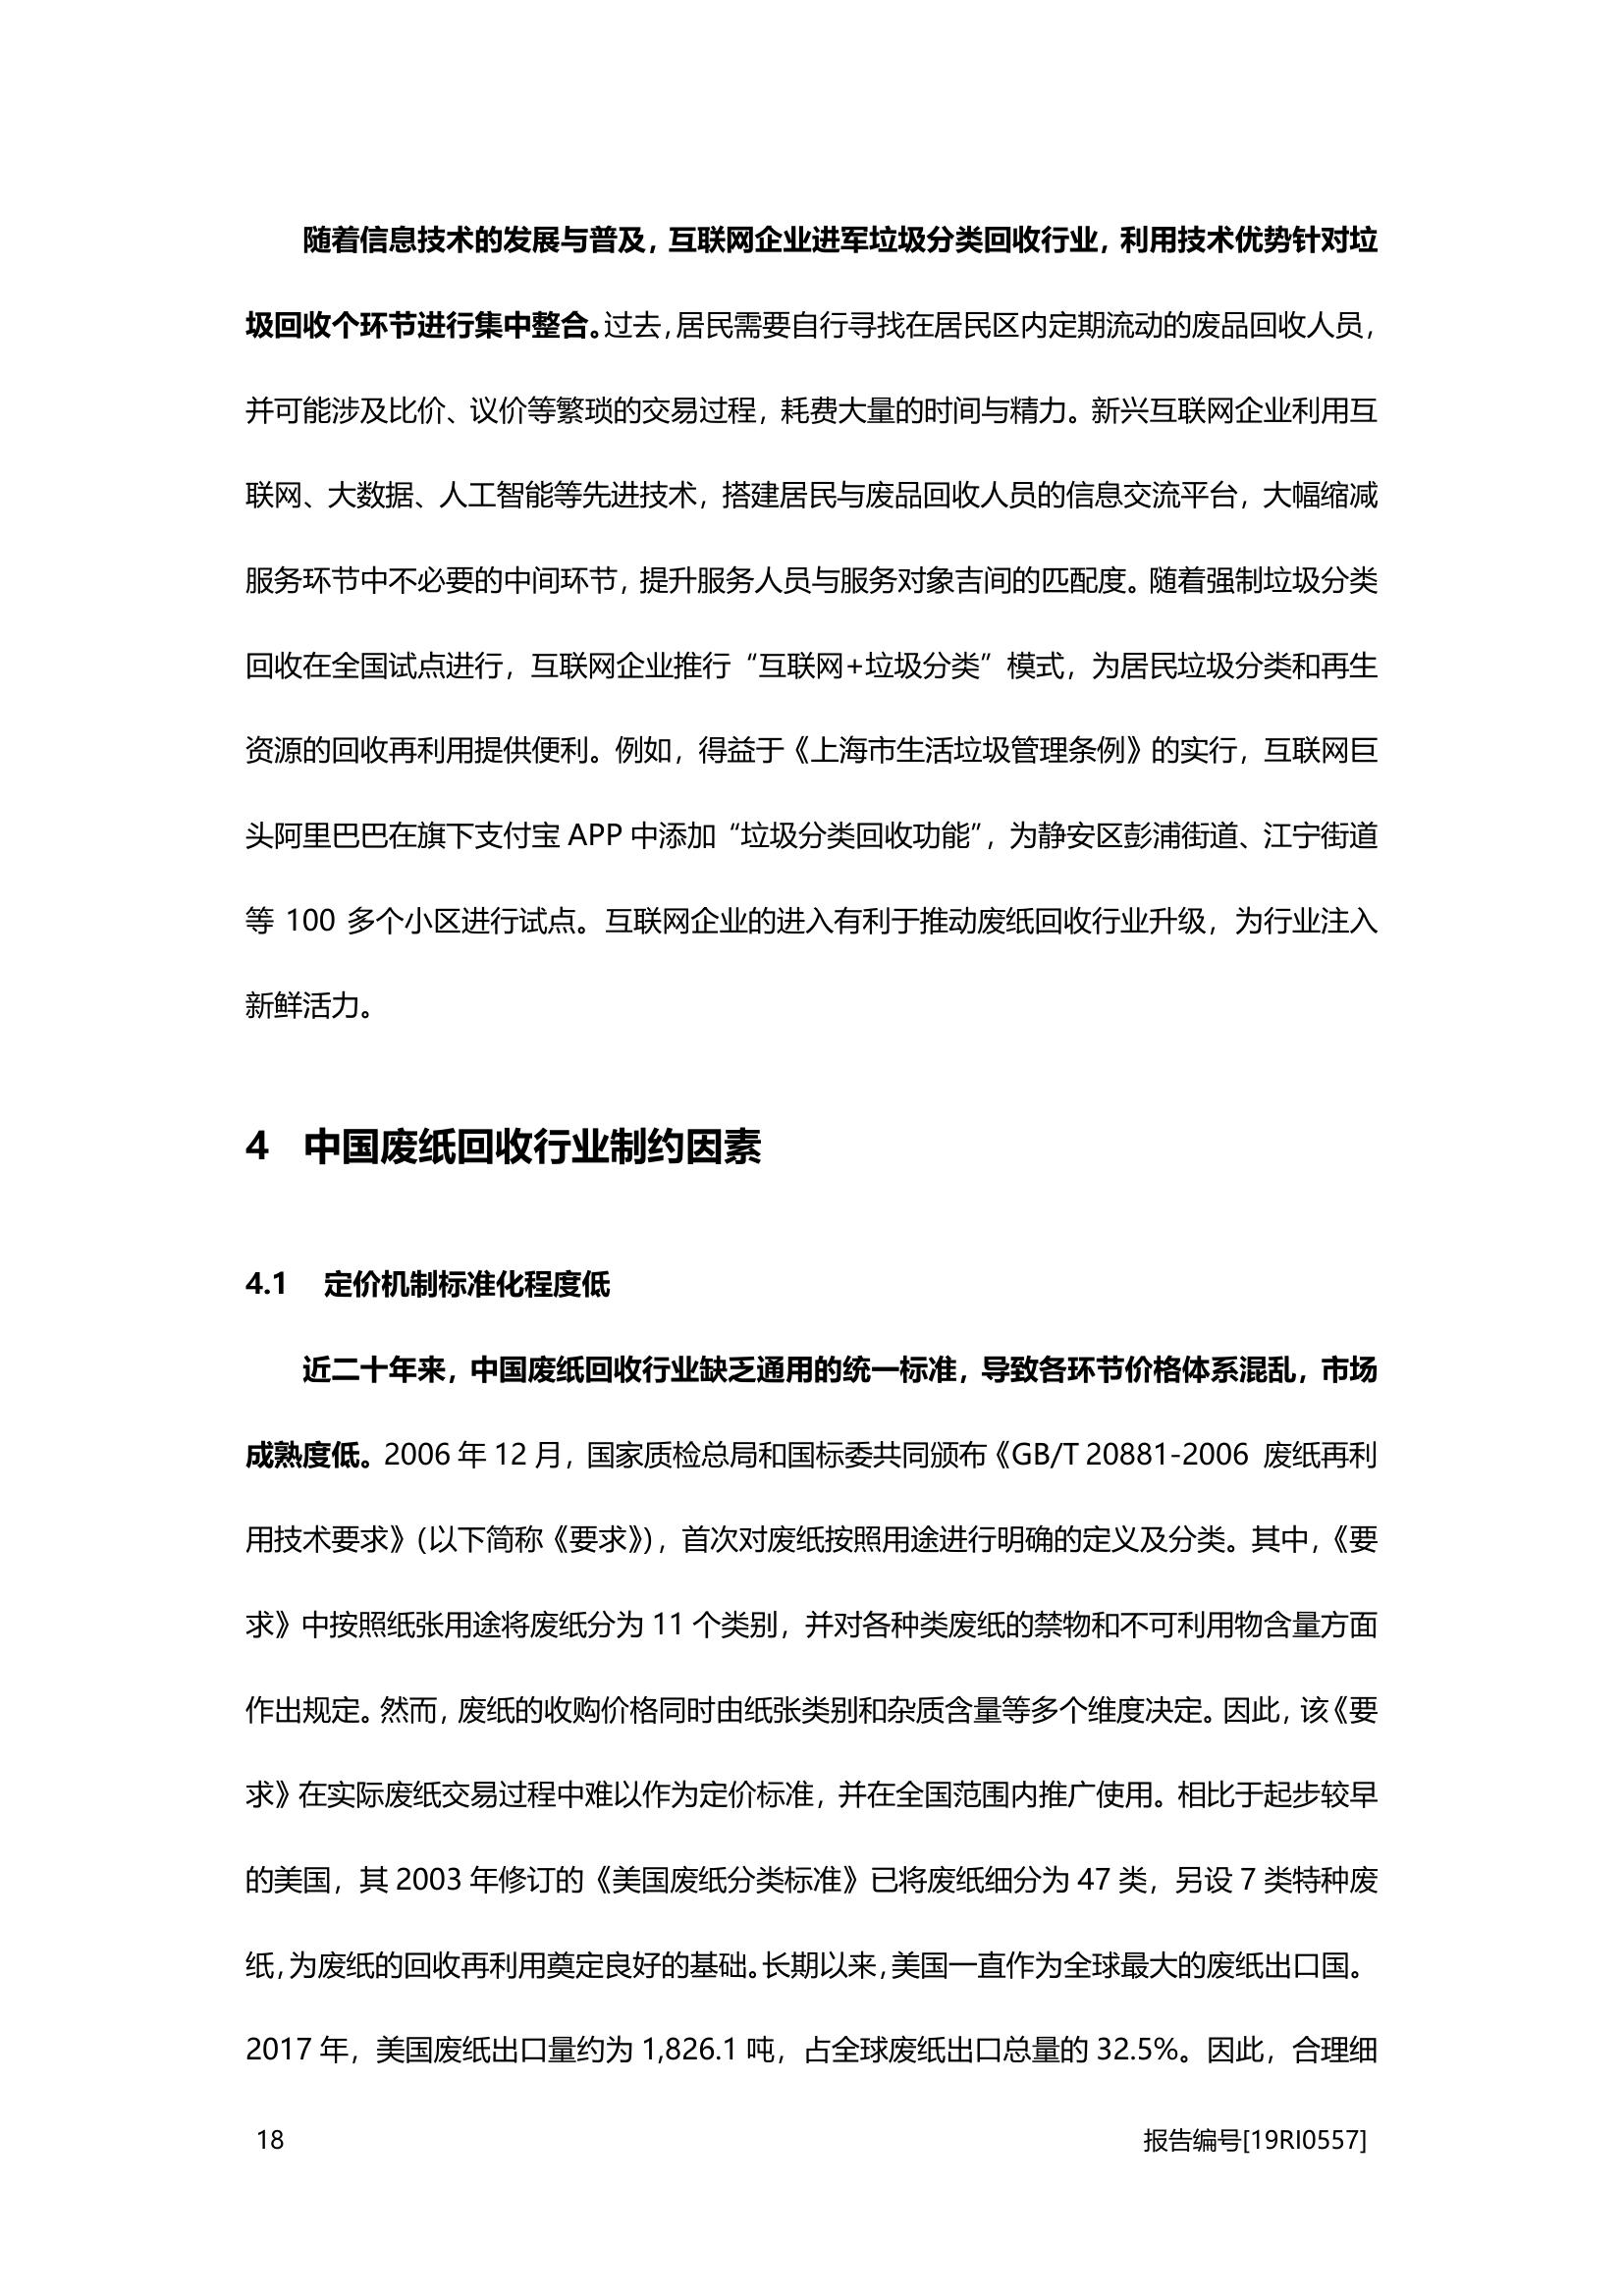 随着信息技术的发展与普及，互联网企业进军垃圾分类回收行业，利用技术优势针对垃
圾回收个环节进行集中整合。过去，居民需要自行寻找在居民区内定期流动的废品回收人员，
并可能涉及比价、议价等繁琐的交易过程，耗费大量的时间与精力。新兴互联网企业利用互
联网、大数据、人工智能等先进技术，搭建居民与废品回收人员的信息交流平台，大幅缩减
服务环节中不必要的中间环节，提升服务人员与服务对象吉间的匹配度。随着强制垃圾分类
回收在全国试点进行，互联网企业推行“互联网+垃圾分类”模式，为居民垃圾分类和再生
资源的回收再利用提供便利。例如，得益于《上海市生活垃圾管理条例》的实行，互联网巨
头阿里巴巴在旗下支付宝 APP 中添加“垃圾分类回收功能”，为静安区彭浦街道、江宁街道
等 100 多个小区进行试点。互联网企业的进入有利于推动废纸回收行业升级，为行业注入
新鲜活力。
4 中国废纸回收行业制约因素
4.1 定价机制标准化程度低
近二十年来，中国废纸回收行业缺乏通用的统一标准，导致各环节价格体系混乱，市场
成熟度低。2006 年 12 月，国家质检总局和国标委共同颁布《GB/T 20881-2006 废纸再利
用技术要求》(以下简称《要求》)，首次对废纸按照用途进行明确的定义及分类。其中，《要
求》中按照纸张用途将废纸分为 11 个类别，并对各种类废纸的禁物和不可利用物含量方面
作出规定。然而，废纸的收购价格同时由纸张类别和杂质含量等多个维度决定。因此，该《要
求》在实际废纸交易过程中难以作为定价标准，并在全国范围内推广使用。相比于起步较早
的美国，其 2003 年修订的《美国废纸分类标准》已将废纸细分为 47 类，另设 7 类特种废
纸，为废纸的回收再利用奠定良好的基础。长期以来，美国一直作为全球最大的废纸出口国。
2017 年，美国废纸出口量约为 1,826.1 吨，占全球废纸出口总量的 32.5%。因此，合理细
18 报告编号[19RI0557]